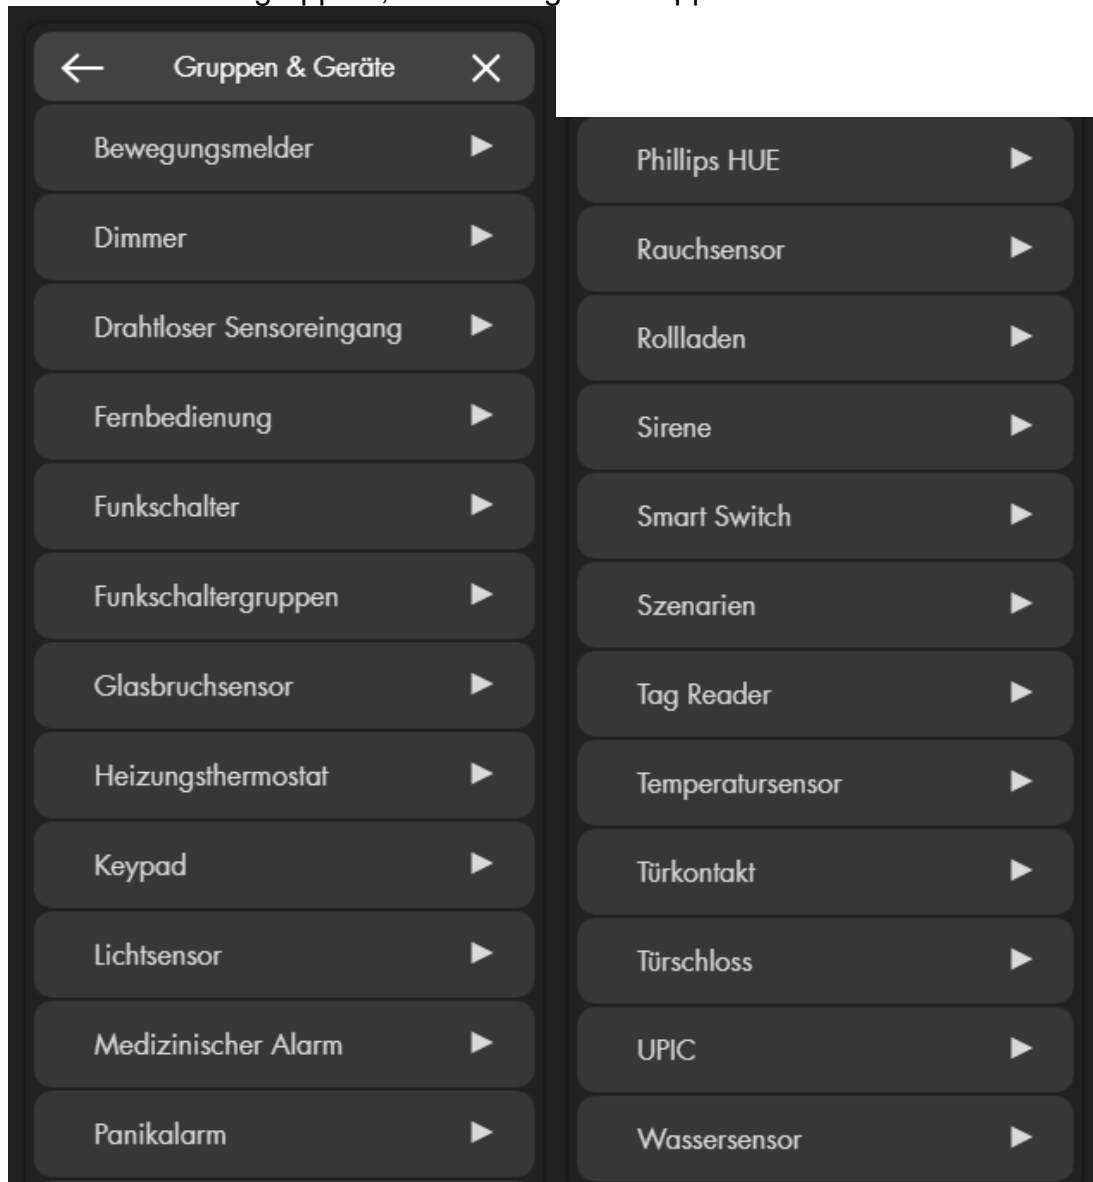 Gruppen & Geräte
Bewegungsmelder
Dimmer
Drahtloser Sensoreingang
Fernbedienung
Funkschalter
Funkschaltergruppen
Glasbruchsensor
Heizungsthermostat
Keypad
Lichtsensor
Medizinischer Alarm
Panikalarm
Phillips HUE
Rauchsensor
Rollladen
Sirene
Smart Switch
Szenarien
Tag Reader
Temperatursensor
Türkontakt
Türschloss
UPIC
Wassersensor